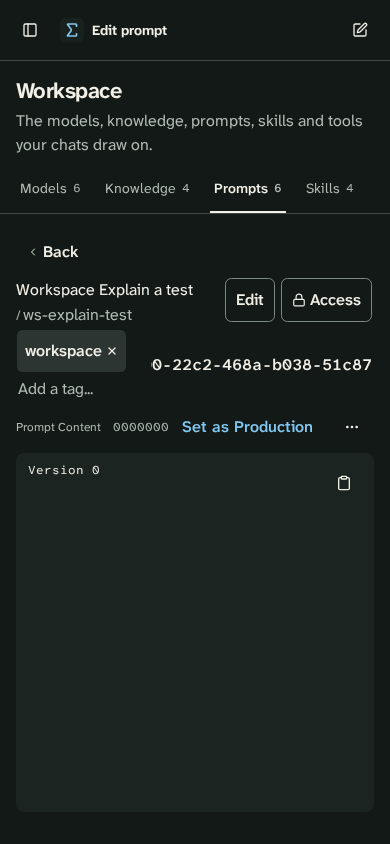 Edit prompt
Workspace
The models, knowledge, prompts, skills and tools
your chats draw on.
Models 6 Knowledge 4 Prompts 6 Skills 4
Back
Workspace Explain a test
Edit Access
/ws-explain-test
workspace ×
0-22c2-468a-b038-51c87
Add a tag...
Prompt Content 0000000 Set as Production
Version 0